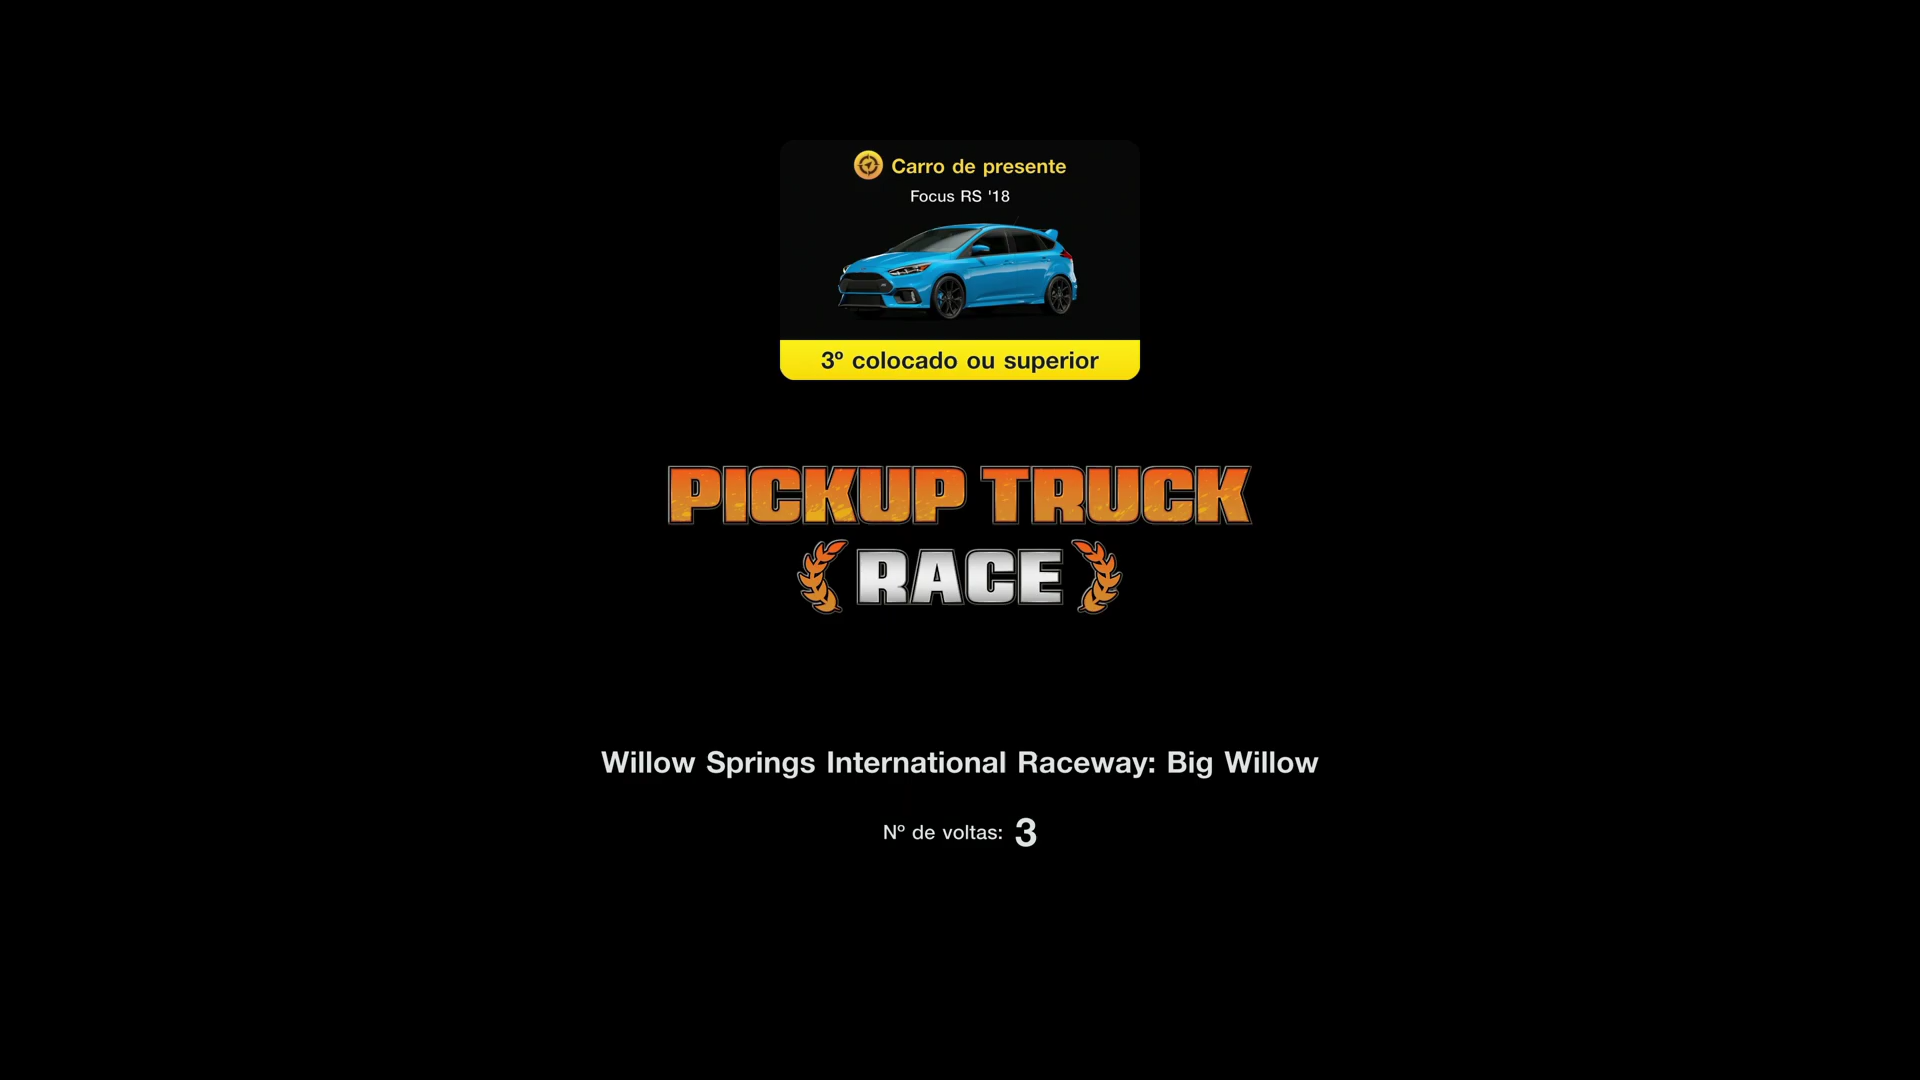 Carro de presente
Focus RS '18
3º colocado ou superior
PICKUP TRUCK
RACE
Willow Springs International Raceway: Big Willow
Nº de voltas: 3